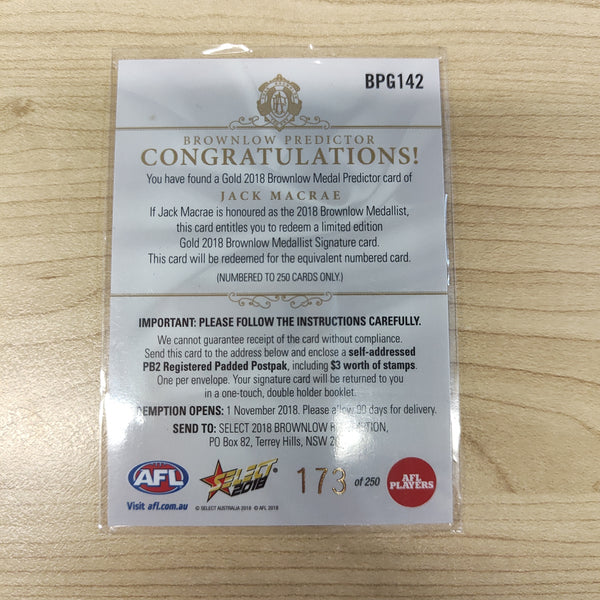 BPG142
BROWNLOW PREDICTOR
CONGRATULATIONS!
You have found a Gold 2018 Brownlow Medal Predictor card of
JACK MACRAE
If Jack Macrae is honoured as the 2018 Brownlow Medallist,
this card entitles you to redeem a limited edition
Gold 2018 Brownlow Medallist Signature card.
This card will be redeemed for the equivalent numbered card.
(NUMBERED TO 250 CARDS ONLY.)
IMPORTANT: PLEASE FOLLOW THE INSTRUCTIONS CAREFULLY.
We cannot guarantee receipt of the card without compliance.
Send this card to the address below and enclose a self-addressed
PB2 Registered Padded Postpak, including $3 worth of stamps.
One per envelope. Your signature card will be returned to you
in a one-touch, double holder booklet.
DEMPTION OPENS: 1 November 2018. Please allow 90 days for delivery.
SEND TO: SELECT 2018 BROWNLOW REDEMPTION,
PO Box 82, Terrey Hills, NSW
AFL SELECT 2018 173 of 250 AFL PLAYERS
Visit afl.com.au © SELECT AUSTRALIA 2018 © AFL 2018